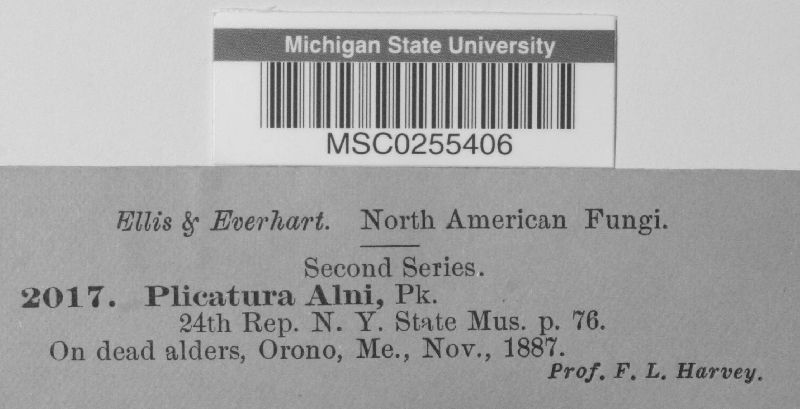 Michigan State University
MSC0255406
Ellis & Everhart. North American Fungi.
Second Series.
2017. Plicatura Alni, Pk.
24th Rep. N. Y. State Mus. p. 76.
On dead alders, Orono, Me., Nov., 1887.
Prof. F. L. Harvey.